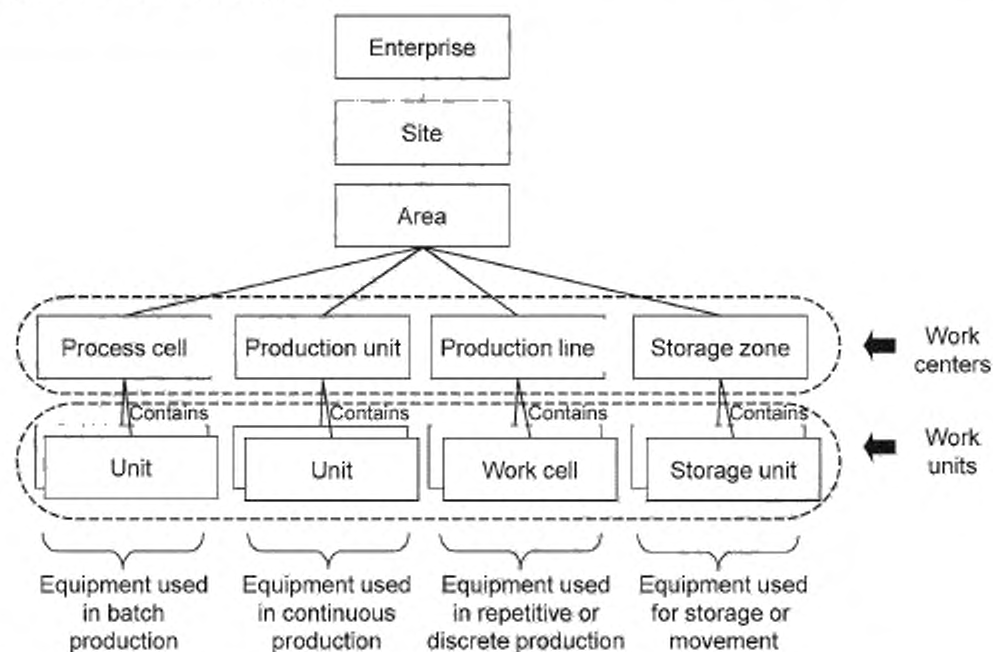 Enterprise
Site
Area
Process cell
Production unit
Production line
Storage zone
Work
centers
Contains
Contains
Contains
Contains
Unit
Unit
Work cell
Storage unit
Work
units
Equipment used
in batch
production
Equipment used
in continuous
production
Equipment used
in repetitive or
discrete production
Equipment used
for storage or
movement